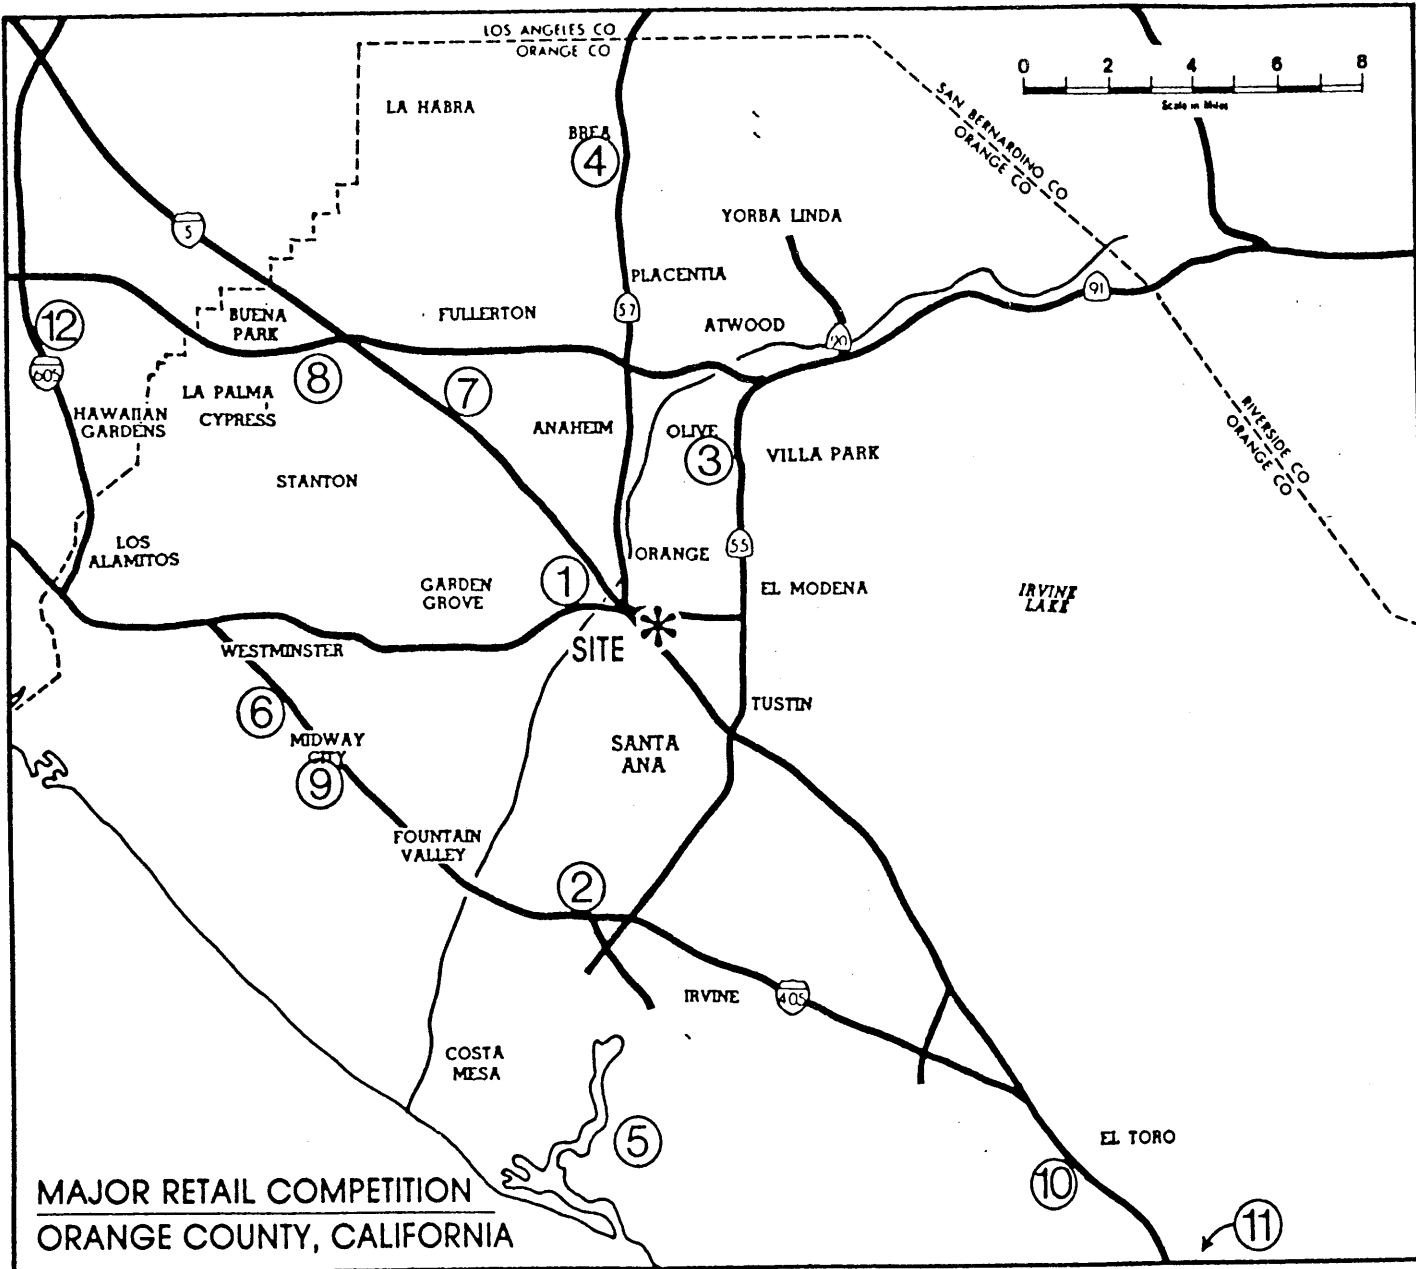 LOS ANGELES CO
ORANGE CO
0 2 4 6 8
Scale in Miles
LA HABRA
SAN BERNARDINO CO
ORANGE CO
BREA
4
YORBA LINDA
5
PLACENTIA
91
57
12
BUENA
PARK
FULLERTON
ATWOOD
90
605
8
7
LA PALMA
CYPRESS
HAWAIIAN
GARDENS
ANAHEIM
OLIVE
3
VILLA PARK
RIVERSIDE CO
ORANGE CO
STANTON
LOS
ALAMITOS
ORANGE
55
GARDEN
GROVE
1
EL MODENA
IRVINE
LAKE
SITE
WESTMINSTER
6
TUSTIN
MIDWAY
CITY
9
SANTA
ANA
FOUNTAIN
VALLEY
2
IRVINE
405
COSTA
MESA
5
EL TORO
10
11
MAJOR RETAIL COMPETITION
ORANGE COUNTY, CALIFORNIA